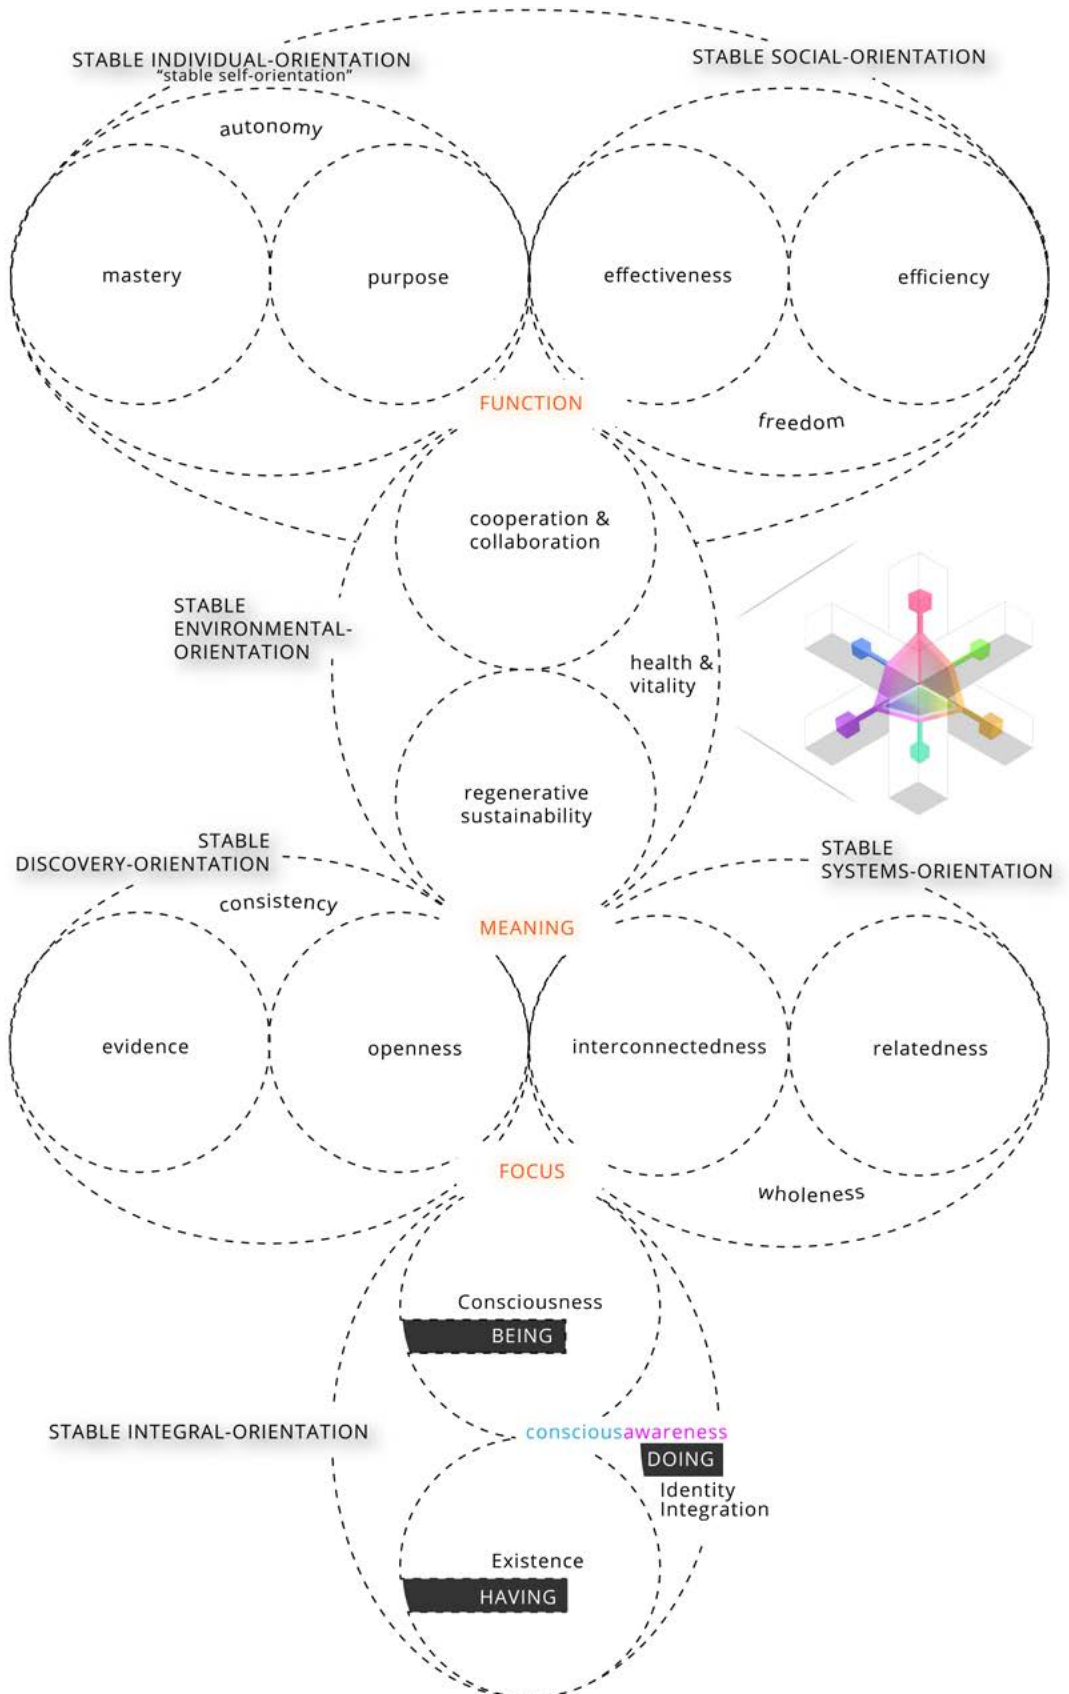 STABLE INDIVIDUAL-ORIENTATION
“stable self-orientation”
STABLE SOCIAL-ORIENTATION
autonomy
mastery
purpose
effectiveness
efficiency
FUNCTION
freedom
cooperation &
collaboration
STABLE
ENVIRONMENTAL-
ORIENTATION
health &
vitality
regenerative
sustainability
STABLE
DISCOVERY-ORIENTATION
STABLE
SYSTEMS-ORIENTATION
consistency
MEANING
evidence
openness
interconnectedness
relatedness
FOCUS
wholeness
Consciousness
BEING
STABLE INTEGRAL-ORIENTATION
consciousawareness
DOING
Identity
Integration
Existence
HAVING